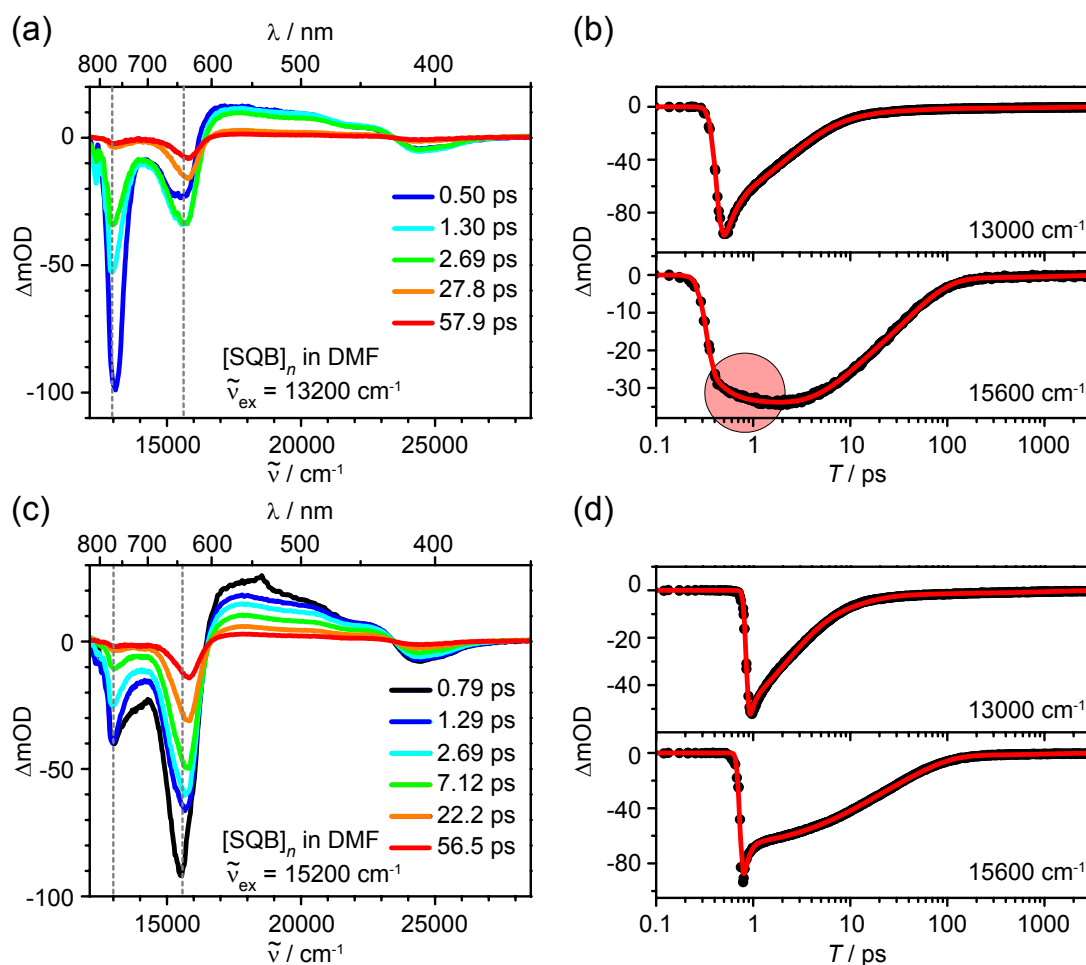 (a)
λ / nm
800 700 600 500 400
0
-50
-100
ΔmOD
0.50 ps
1.30 ps
2.69 ps
27.8 ps
57.9 ps
[SQB]n in DMF
ν̃ex = 13200 cm-1
15000 20000 25000
ν̃ / cm-1
(b)
0
-40
-80
13000 cm-1
0
-10
-20
-30
15600 cm-1
ΔmOD
0.1 1 10 100 1000
T / ps
(c)
λ / nm
800 700 600 500 400
0
-50
-100
ΔmOD
0.79 ps
1.29 ps
2.69 ps
7.12 ps
22.2 ps
56.5 ps
[SQB]n in DMF
ν̃ex = 15200 cm-1
15000 20000 25000
ν̃ / cm-1
(d)
0
-20
-40
13000 cm-1
0
-40
-80
15600 cm-1
ΔmOD
0.1 1 10 100 1000
T / ps